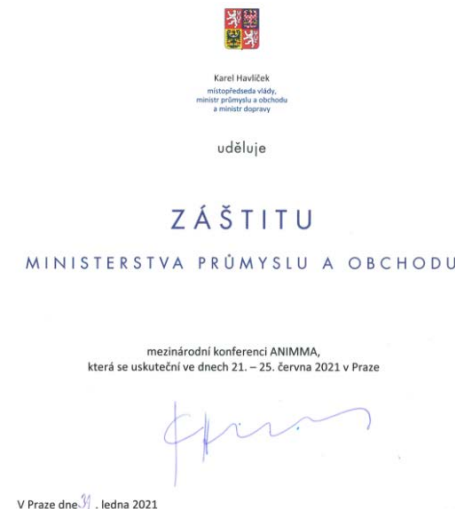 Karel Havlíček
místopředseda vlády,
ministr průmyslu a obchodu
a ministr dopravy
uděluje
ZÁŠTITU
MINISTERSTVA PRŮMYSLU A OBCHODU
mezinárodní konferenci ANIMMA,
která se uskuteční ve dnech 21. – 25. června 2021 v Praze
V Praze dne . ledna 2021